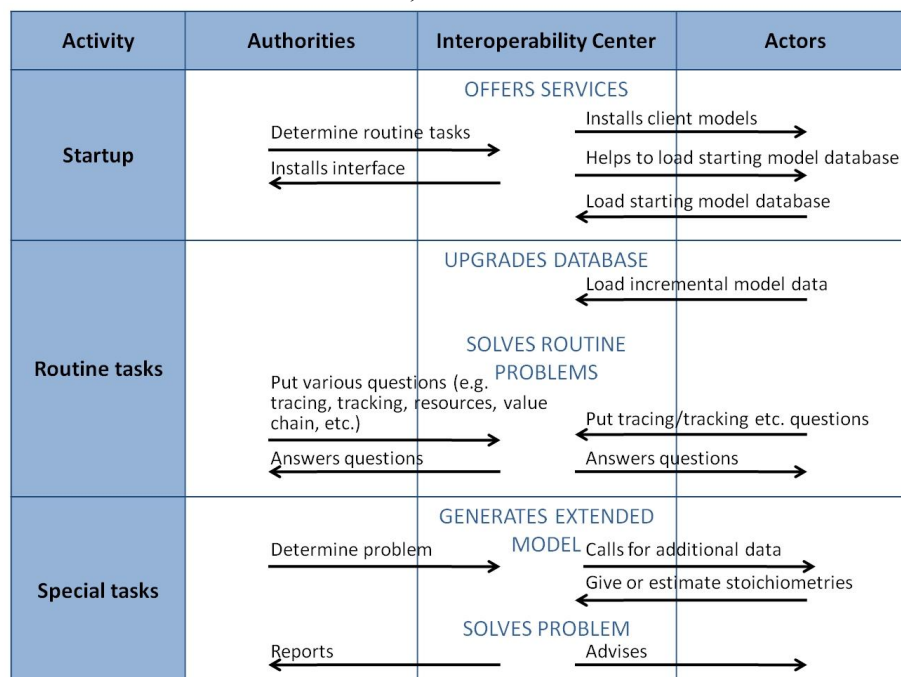 Activity
Authorities
Interoperability Center
Actors
Startup
OFFERS SERVICES
Determine routine tasks
Installs interface
Installs client models
Helps to load starting model database
Load starting model database
Routine tasks
UPGRADES DATABASE
Load incremental model data
SOLVES ROUTINE
PROBLEMS
Put various questions (e.g.
tracing, tracking, resources, value
chain, etc.)
Put tracing/tracking etc. questions
Answers questions
Answers questions
Special tasks
GENERATES EXTENDED
MODEL
Determine problem
Calls for additional data
Give or estimate stoichiometries
SOLVES PROBLEM
Reports
Advises